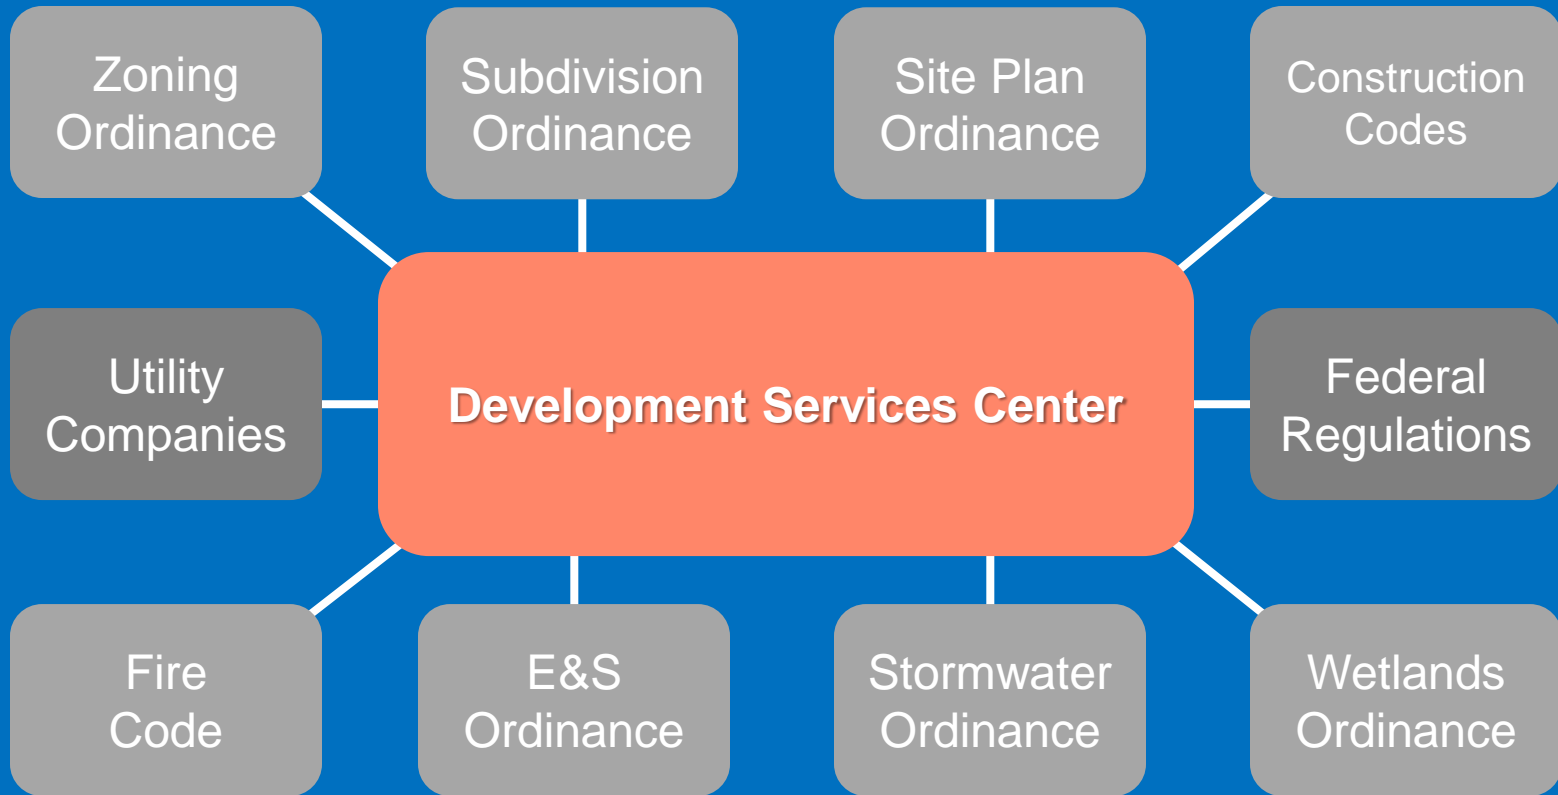 Zoning
Ordinance
Subdivision
Ordinance
Site Plan
Ordinance
Construction
Codes
Utility
Companies
Development Services Center
Federal
Regulations
Fire
Code
E&S
Ordinance
Stormwater
Ordinance
Wetlands
Ordinance